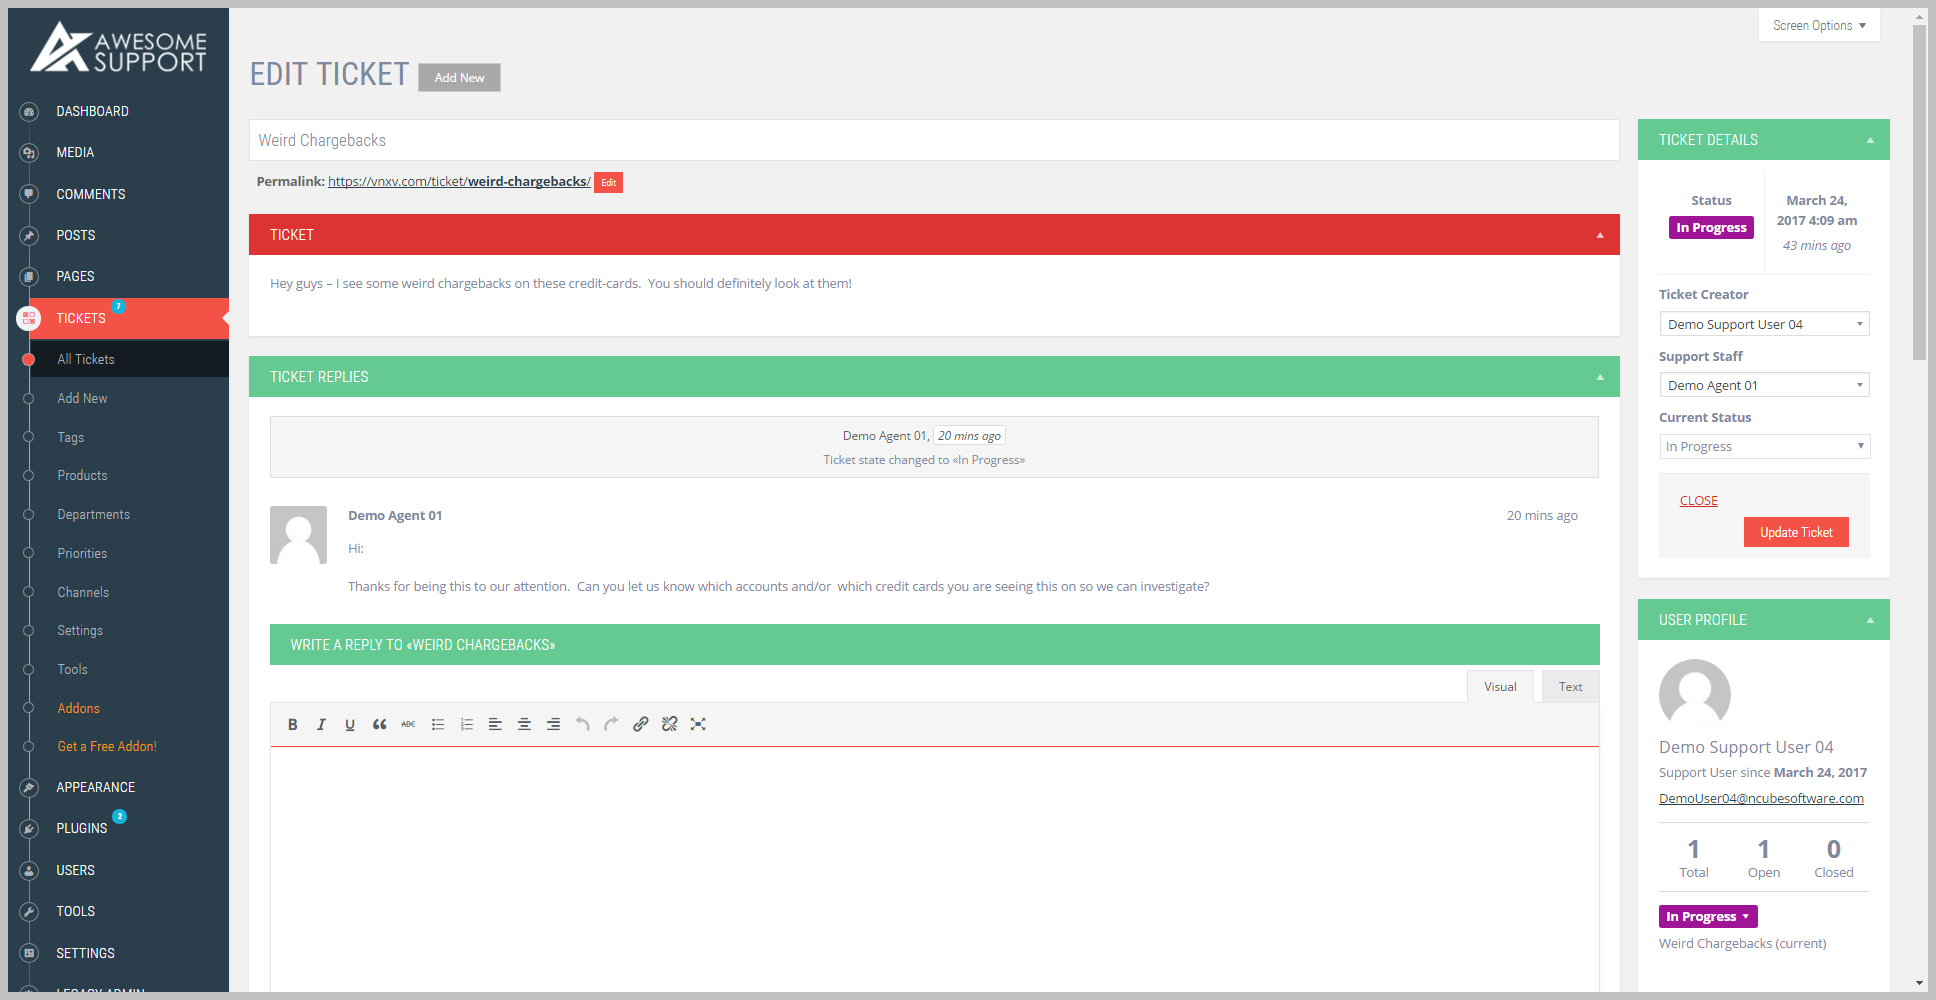 AWESOME
SUPPORT
DASHBOARD
MEDIA
COMMENTS
POSTS
PAGES
TICKETS 7
All Tickets
Add New
Tags
Products
Departments
Priorities
Channels
Settings
Tools
Addons
Get a Free Addon!
APPEARANCE
PLUGINS 2
USERS
TOOLS
SETTINGS
LEGACY ADMIN
Screen Options
EDIT TICKET Add New
Weird Chargebacks
Permalink: https://vnxv.com/ticket/weird-chargebacks/ Edit
TICKET
Hey guys – I see some weird chargebacks on these credit-cards.  You should definitely look at them!
TICKET REPLIES
Demo Agent 01, 20 mins ago
Ticket state changed to «In Progress»
Demo Agent 01 20 mins ago
Hi:
Thanks for being this to our attention.  Can you let us know which accounts and/or  which credit cards you are seeing this on so we can investigate?
WRITE A REPLY TO «WEIRD CHARGEBACKS»
Visual Text
B I U ABC
TICKET DETAILS
Status
In Progress
March 24,
2017 4:09 am
43 mins ago
Ticket Creator
Demo Support User 04
Support Staff
Demo Agent 01
Current Status
In Progress
CLOSE
Update Ticket
USER PROFILE
Demo Support User 04
Support User since March 24, 2017
DemoUser04@ncubesoftware.com
1 1 0
Total Open Closed
In Progress
Weird Chargebacks (current)